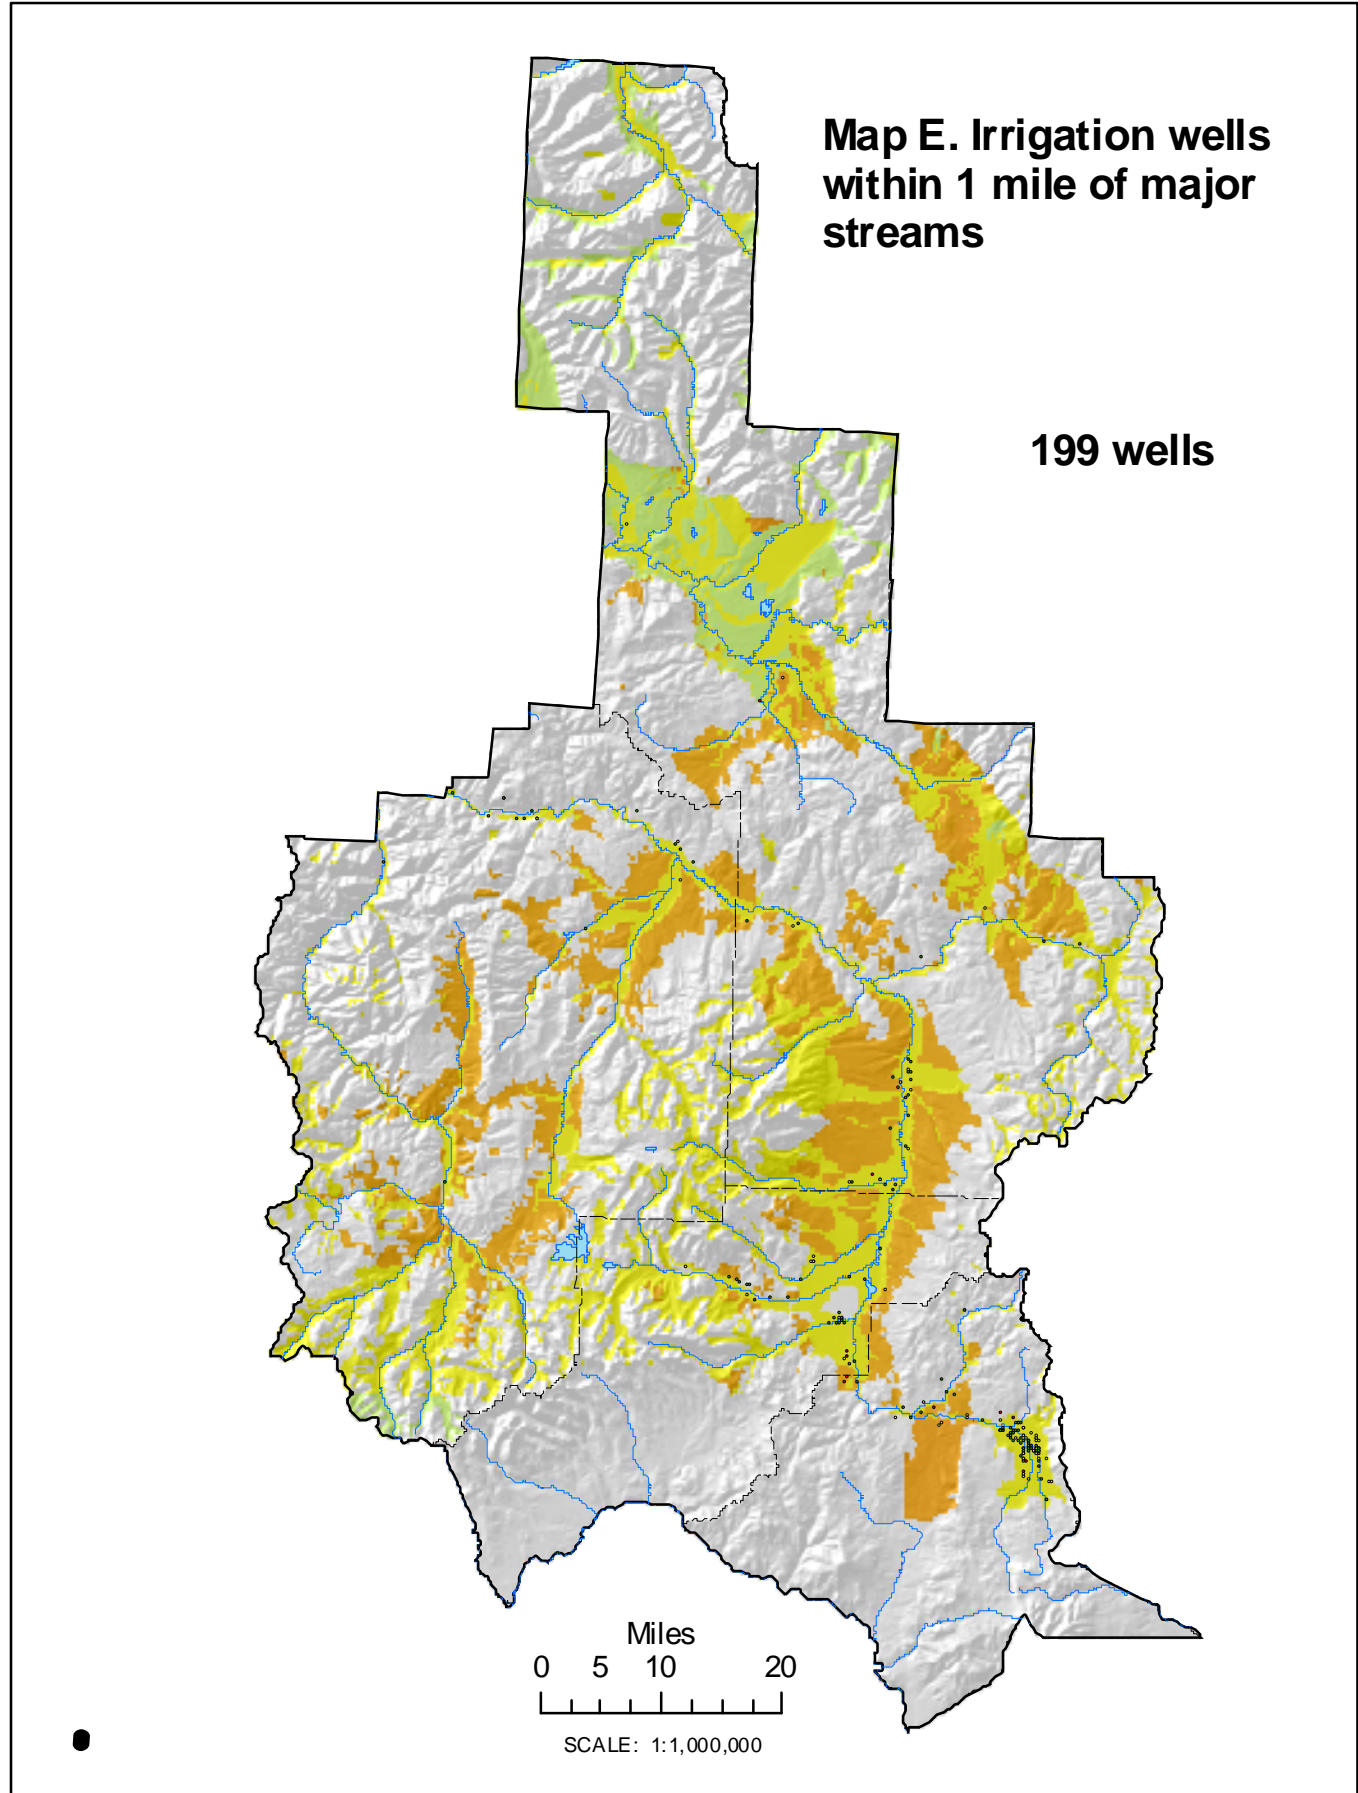 Map E. Irrigation wells
within 1 mile of major
streams
199 wells
Miles
0 5 10 20
SCALE: 1:1,000,000